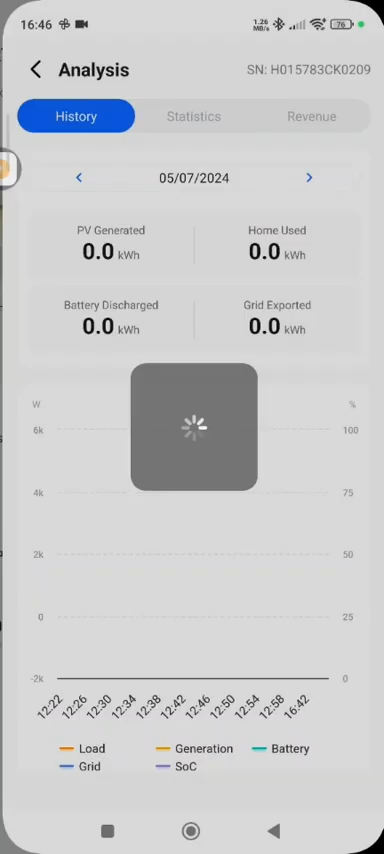 16:46 1.26 MB/s 76
Analysis SN: H015783CK0209
History Statistics Revenue
05/07/2024
PV Generated Home Used
0.0 kWh 0.0 kWh
Battery Discharged Grid Exported
0.0 kWh 0.0 kWh
W %
6k 100
4k 75
2k 50
0 25
-2k 0
12:22 12:26 12:30 12:34 12:38 12:42 12:46 12:50 12:54 12:58 16:42
Load Generation Battery
Grid SoC